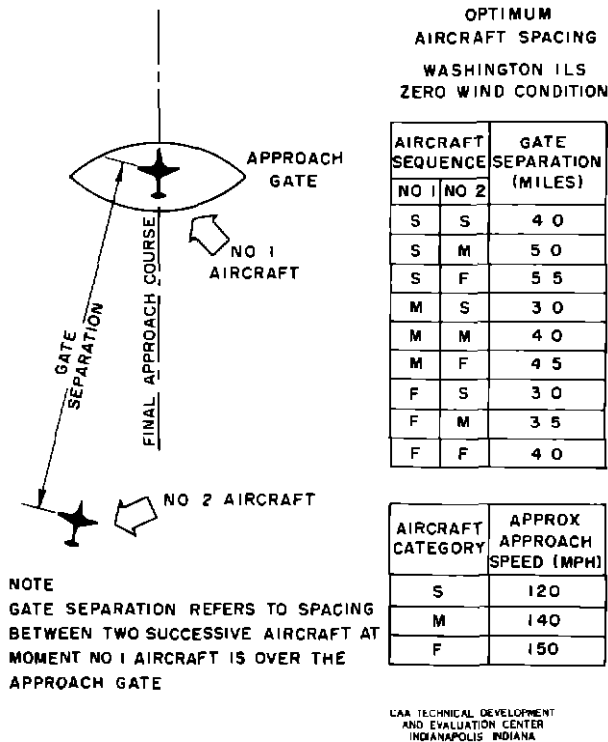 OPTIMUM
AIRCRAFT SPACING
WASHINGTON ILS
ZERO WIND CONDITION
APPROACH
GATE
NO 1
AIRCRAFT
FINAL APPROACH COURSE
GATE
SEPARATION
NO 2 AIRCRAFT
NOTE
GATE SEPARATION REFERS TO SPACING
BETWEEN TWO SUCCESSIVE AIRCRAFT AT
MOMENT NO 1 AIRCRAFT IS OVER THE
APPROACH GATE
AIRCRAFT SEQUENCE GATE SEPARATION (MILES)
NO 1 NO 2
S S 4 0
S M 5 0
S F 5 5
M S 3 0
M M 4 0
M F 4 5
F S 3 0
F M 3 5
F F 4 0
AIRCRAFT CATEGORY APPROX APPROACH SPEED (MPH)
S 120
M 140
F 150
CAA TECHNICAL DEVELOPMENT
AND EVALUATION CENTER
INDIANAPOLIS INDIANA